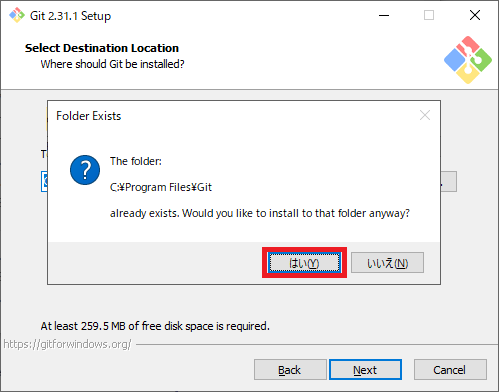 Git 2.31.1 Setup
Select Destination Location
Where should Git be installed?
Folder Exists
The folder:
C:¥Program Files¥Git
already exists. Would you like to install to that folder anyway?
はい(Y)
いいえ(N)
At least 259.5 MB of free disk space is required.
https://gitforwindows.org/
Back
Next
Cancel